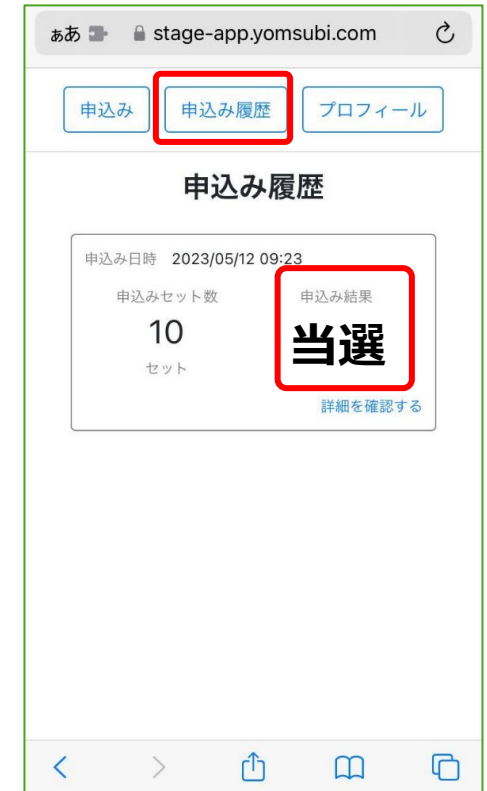 ぁあ stage-app.yomsubi.com
申込み 申込み履歴 プロフィール
申込み履歴
申込み日時 2023/05/12 09:23
申込みセット数 申込み結果
10 当選
セット
詳細を確認する